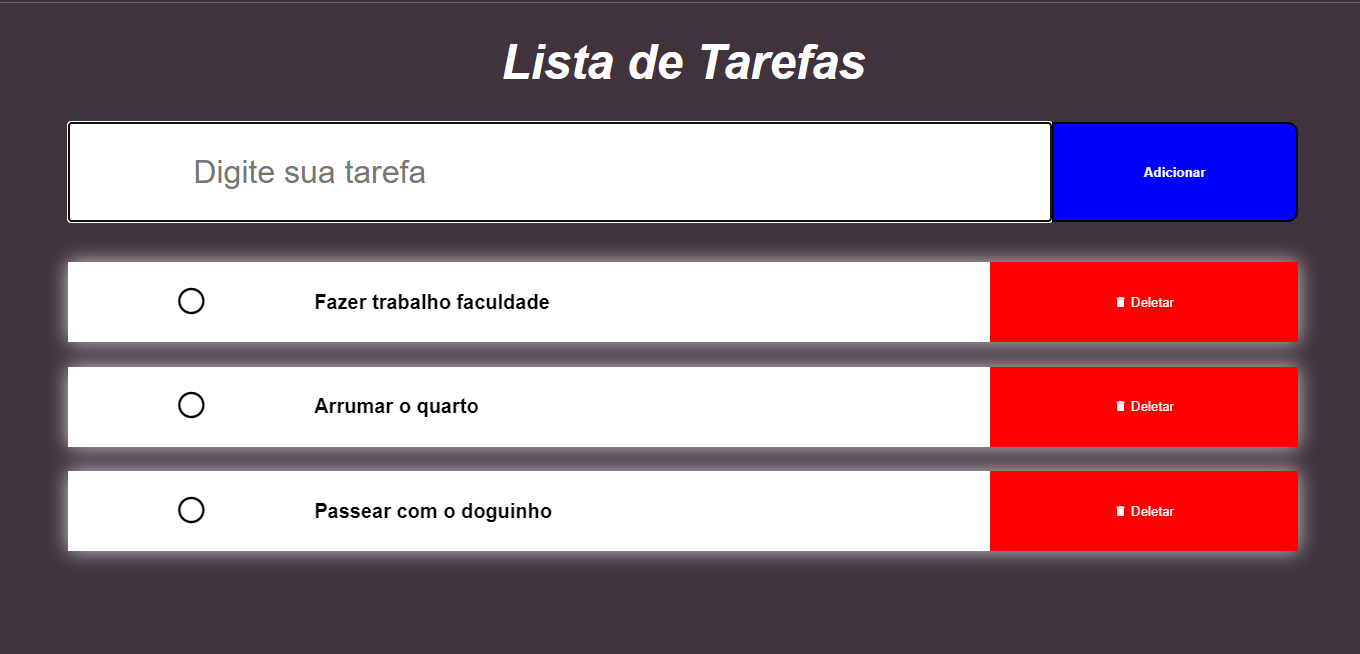 Lista de Tarefas
Digite sua tarefa
Adicionar
Fazer trabalho faculdade
Deletar
Arrumar o quarto
Deletar
Passear com o doguinho
Deletar